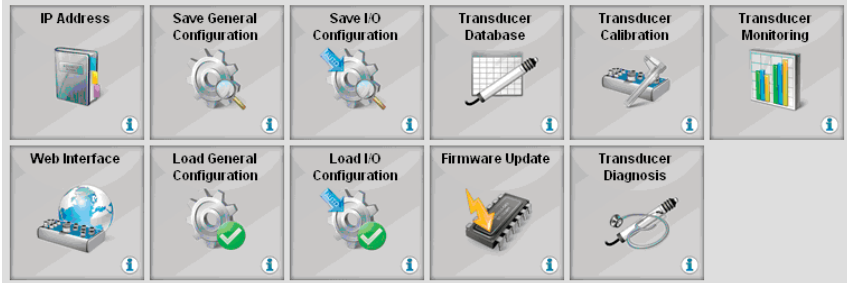 IP Address
Save General
Configuration
Save I/O
Configuration
Transducer
Database
Transducer
Calibration
Transducer
Monitoring
Web Interface
Load General
Configuration
Load I/O
Configuration
Firmware Update
Transducer
Diagnosis